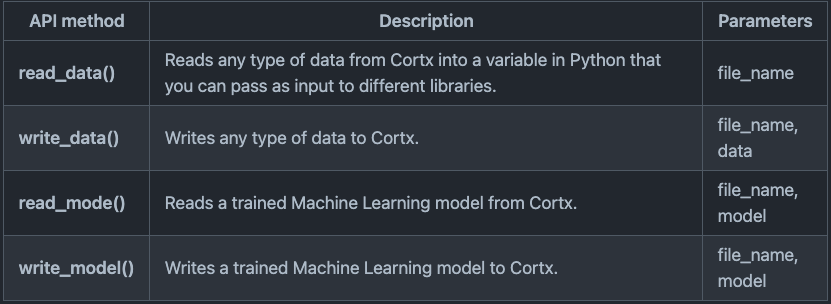 API method Description Parameters
read_data() Reads any type of data from Cortx into a variable in Python that you can pass as input to different libraries. file_name
write_data() Writes any type of data to Cortx. file_name, data
read_mode() Reads a trained Machine Learning model from Cortx. file_name, model
write_model() Writes a trained Machine Learning model to Cortx. file_name, model